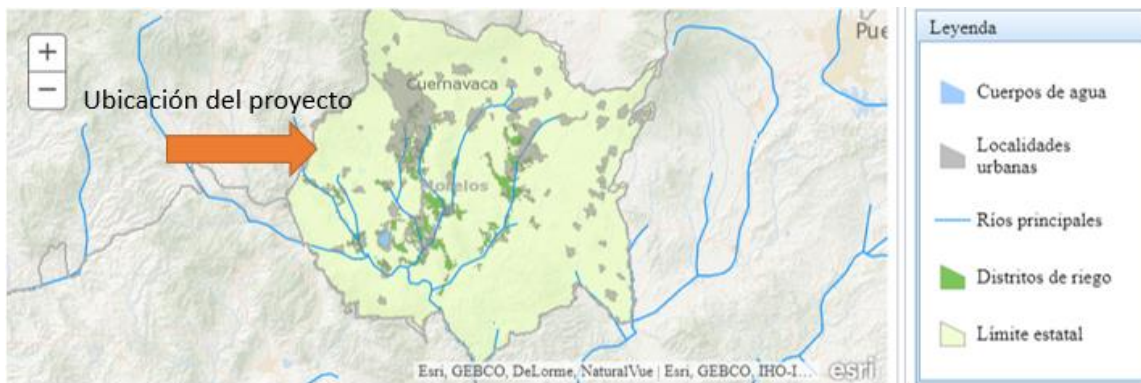 Pue
+
−
Cuernavaca
Ubicación del proyecto
Morelos
Esri, GEBCO, DeLorme, NaturalVue | Esri, GEBCO, IHO-I...
esri
Leyenda
Cuerpos de agua
Localidades
urbanas
Ríos principales
Distritos de riego
Límite estatal